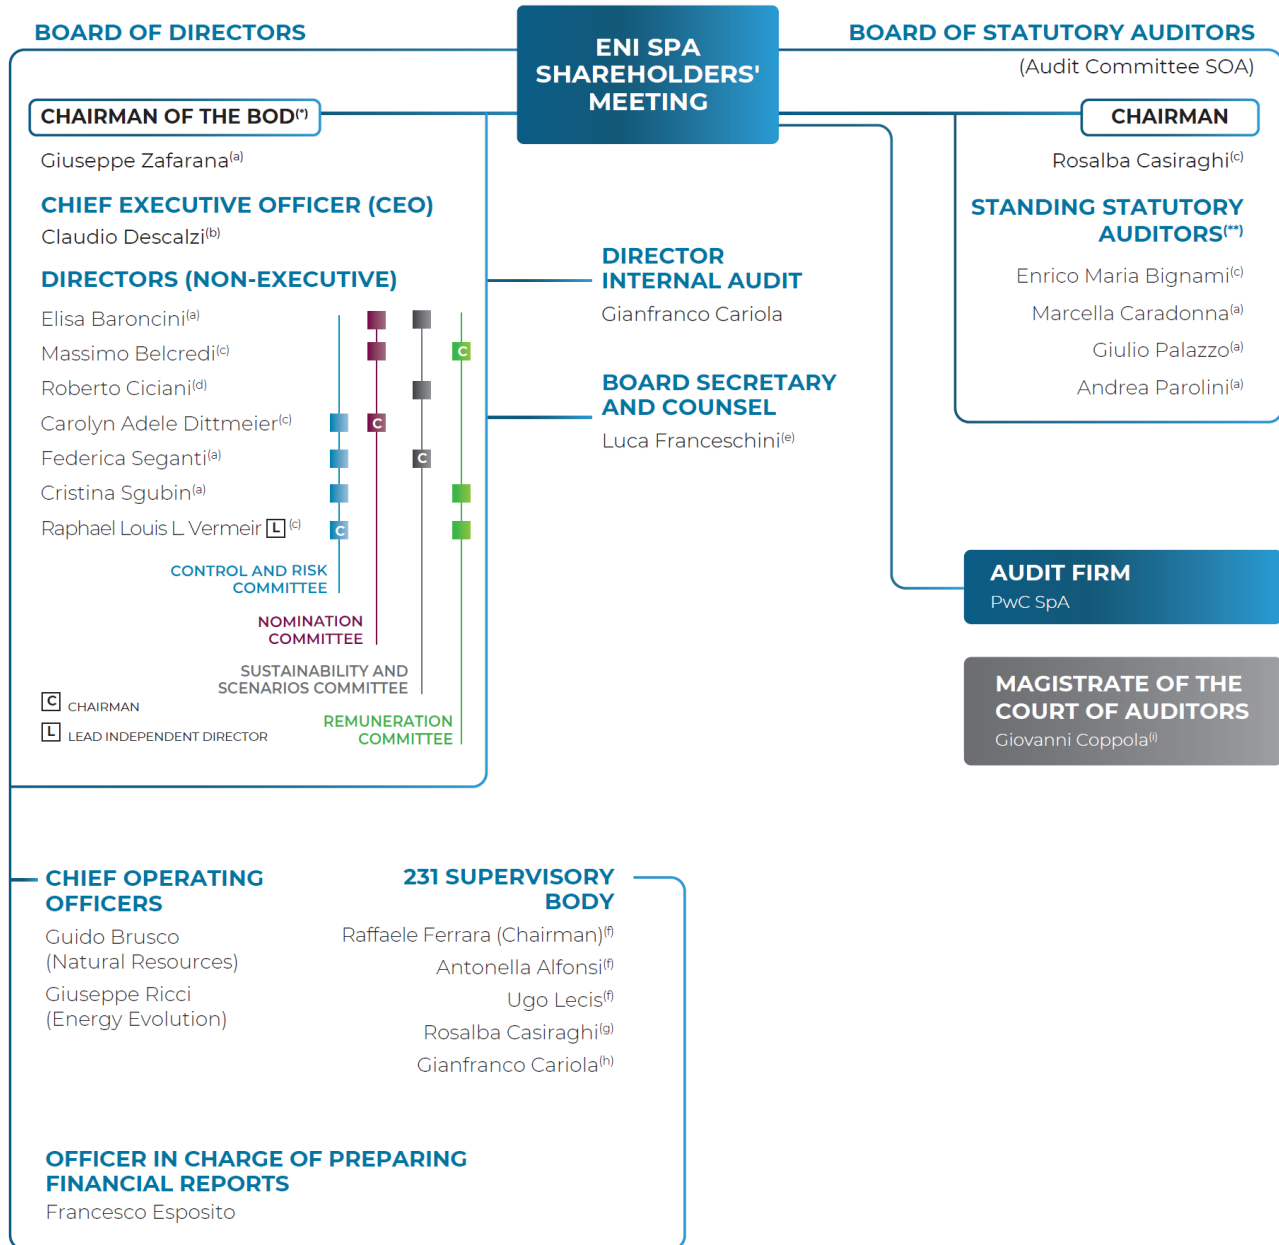 BOARD OF DIRECTORS
ENI SPA
SHAREHOLDERS'
MEETING
BOARD OF STATUTORY AUDITORS
(Audit Committee SOA)
CHAIRMAN OF THE BOD(*)
Giuseppe Zafarana(a)
CHIEF EXECUTIVE OFFICER (CEO)
Claudio Descalzi(b)
DIRECTORS (NON-EXECUTIVE)
Elisa Baroncini(a)
Massimo Belcredi(c) C
Roberto Ciciani(d)
Carolyn Adele Dittmeier(c) C
Federica Seganti(a) C
Cristina Sgubin(a)
Raphael Louis L. Vermeir L (c) C
CONTROL AND RISK
COMMITTEE
NOMINATION
COMMITTEE
SUSTAINABILITY AND
SCENARIOS COMMITTEE
REMUNERATION
COMMITTEE
C CHAIRMAN
L LEAD INDEPENDENT DIRECTOR
DIRECTOR
INTERNAL AUDIT
Gianfranco Cariola
BOARD SECRETARY
AND COUNSEL
Luca Franceschini(e)
CHAIRMAN
Rosalba Casiraghi(c)
STANDING STATUTORY
AUDITORS(**)
Enrico Maria Bignami(c)
Marcella Caradonna(a)
Giulio Palazzo(a)
Andrea Parolini(a)
AUDIT FIRM
PwC SpA
MAGISTRATE OF THE
COURT OF AUDITORS
Giovanni Coppola(i)
CHIEF OPERATING
OFFICERS
Guido Brusco
(Natural Resources)
Giuseppe Ricci
(Energy Evolution)
231 SUPERVISORY
BODY
Raffaele Ferrara (Chairman)(f)
Antonella Alfonsi(f)
Ugo Lecis(f)
Rosalba Casiraghi(g)
Gianfranco Cariola(h)
OFFICER IN CHARGE OF PREPARING
FINANCIAL REPORTS
Francesco Esposito